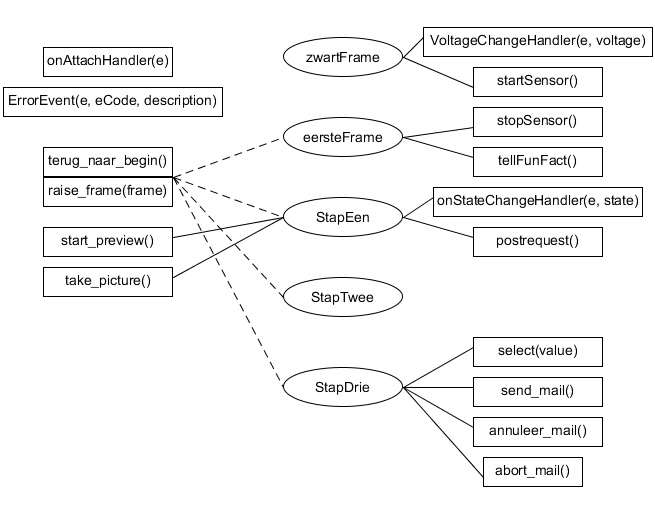 onAttachHandler(e)
ErrorEvent(e, eCode, description)
terug_naar_begin()
raise_frame(frame)
start_preview()
take_picture()
zwartFrame
eersteFrame
StapEen
StapTwee
StapDrie
VoltageChangeHandler(e, voltage)
startSensor()
stopSensor()
tellFunFact()
onStateChangeHandler(e, state)
postrequest()
select(value)
send_mail()
annuleer_mail()
abort_mail()